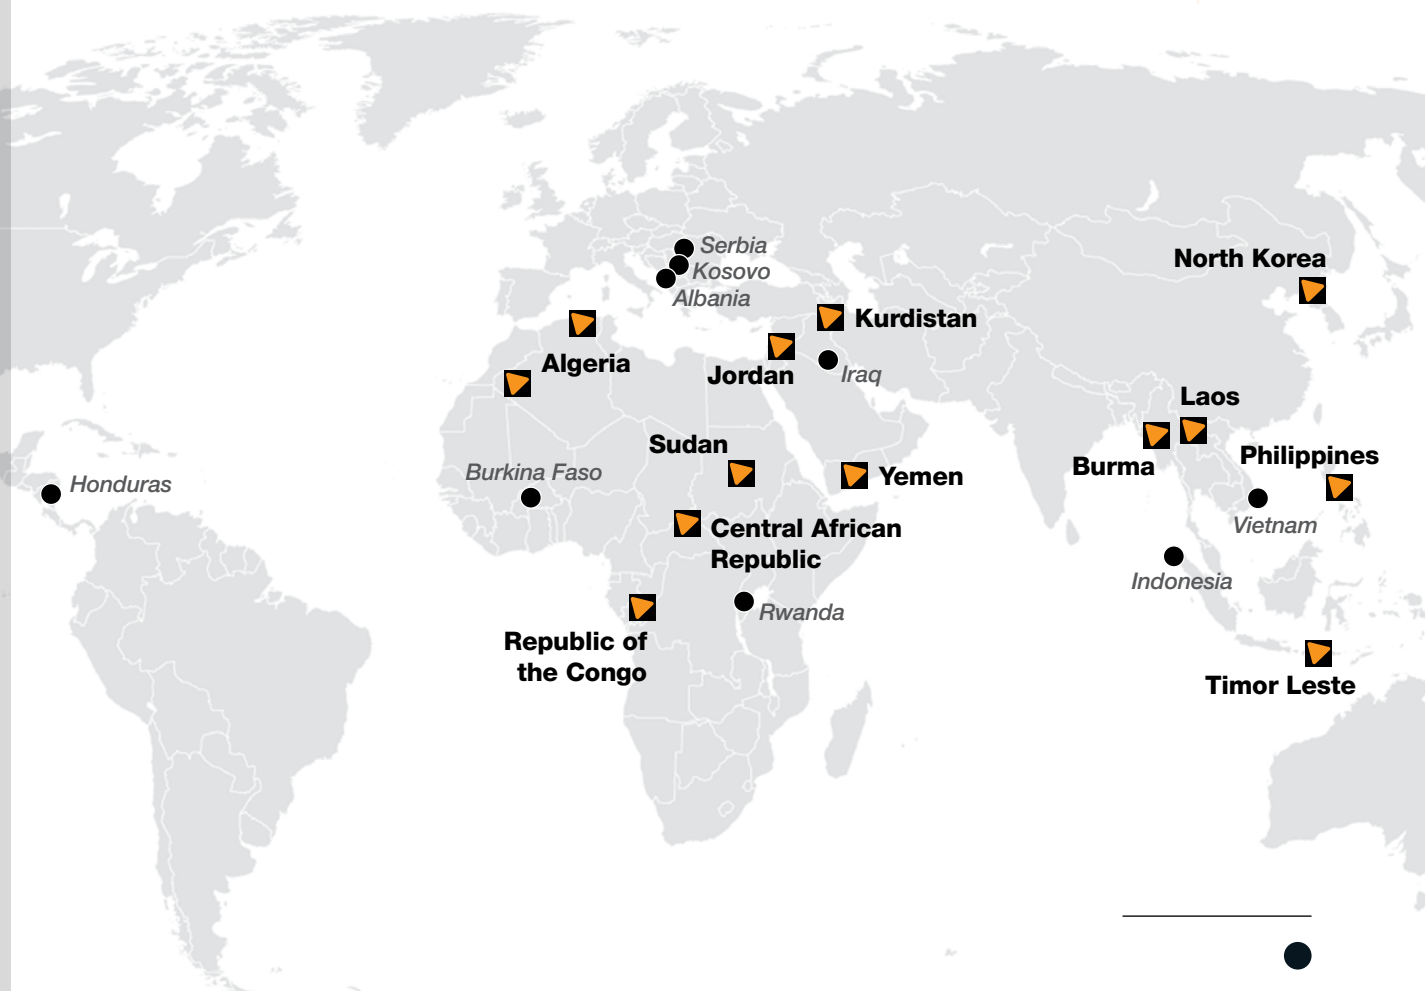 Serbia
Kosovo
Albania
North Korea
Kurdistan
Algeria
Jordan
Iraq
Laos
Sudan
Burma
Philippines
Burkina Faso
Yemen
Honduras
Vietnam
Central African
Republic
Indonesia
Rwanda
Republic of
the Congo
Timor Leste